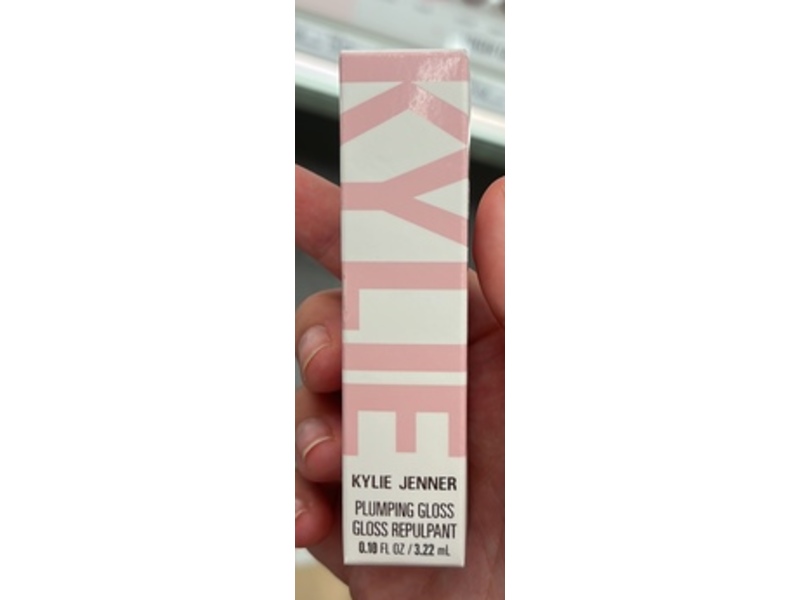 KYLIE
KYLIE JENNER
PLUMPING GLOSS
GLOSS REPULPANT
0.10 FL OZ / 3.22 mL